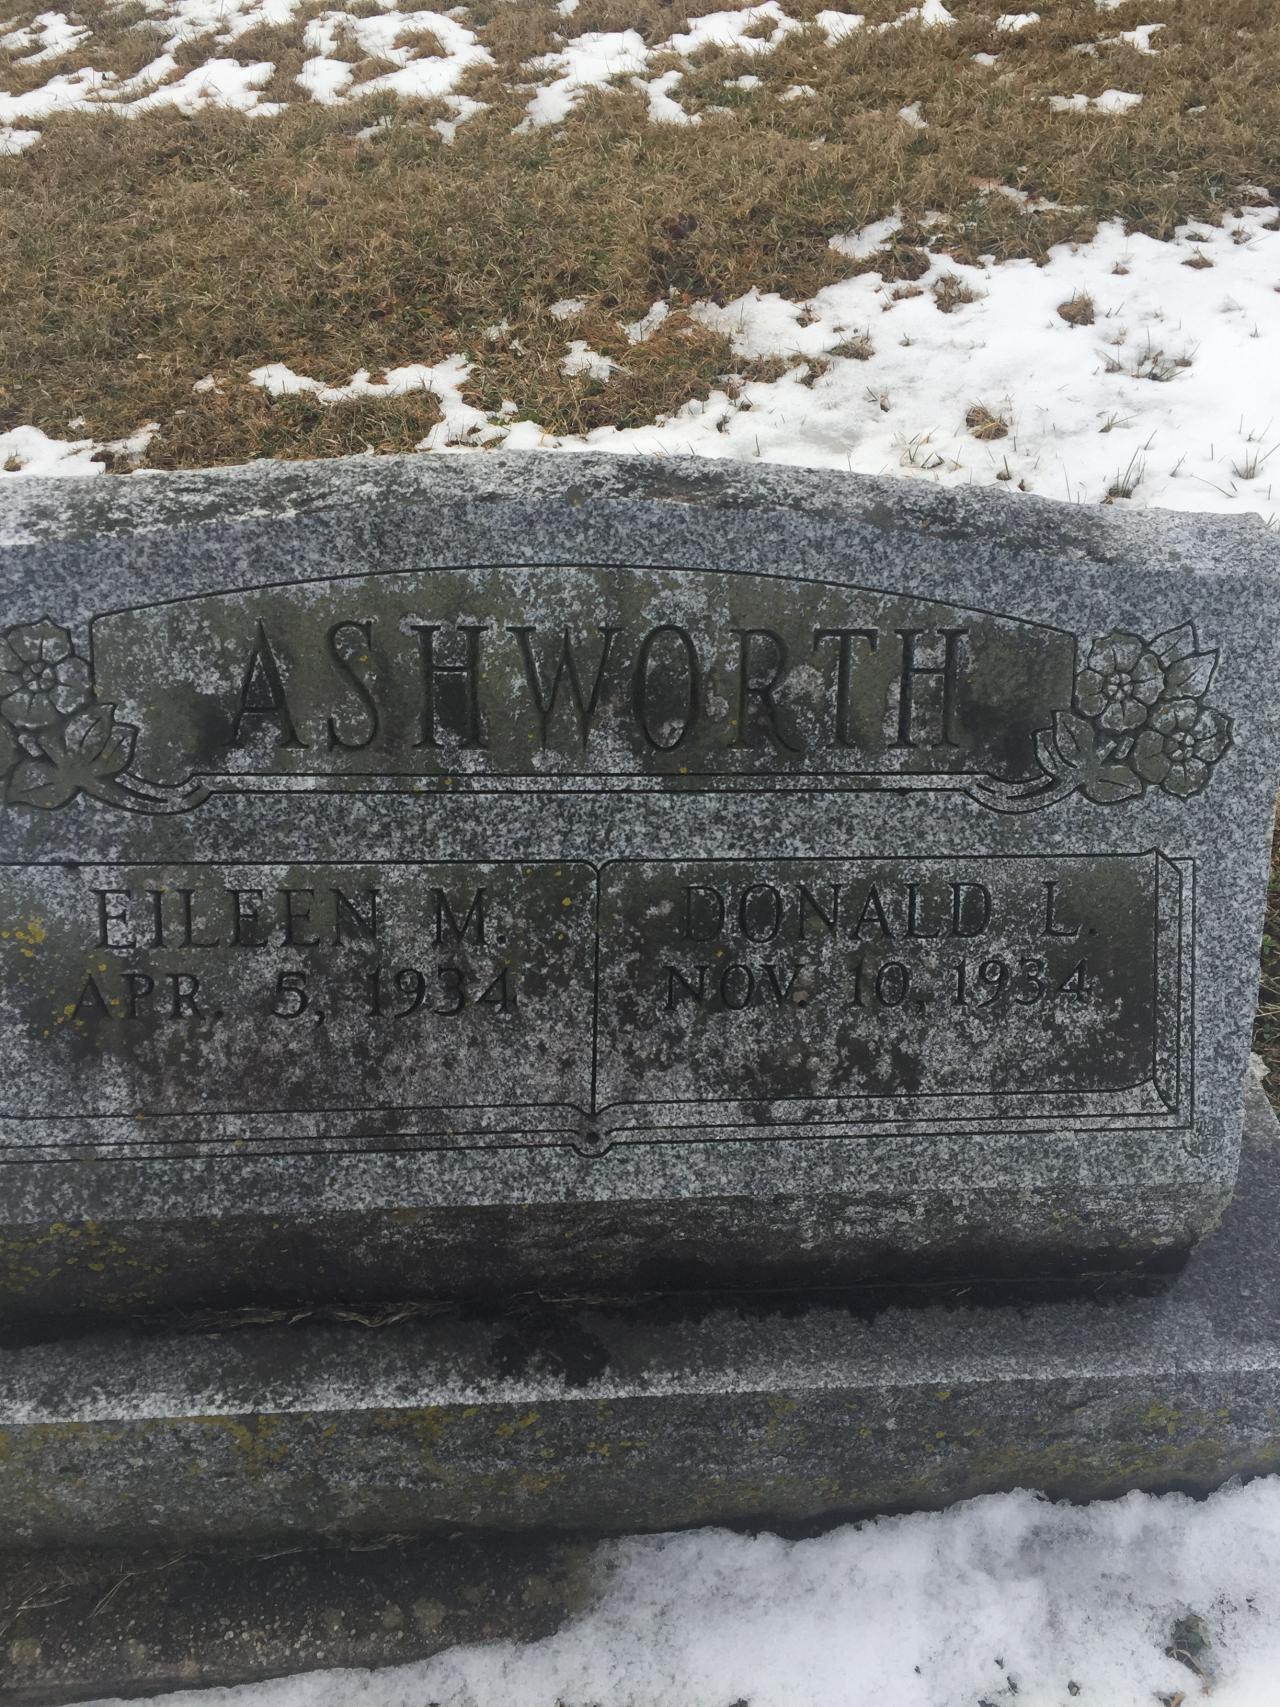 ASHWORTH
EILEEN M.
APR. 5, 1934
DONALD L.
NOV. 10, 1934